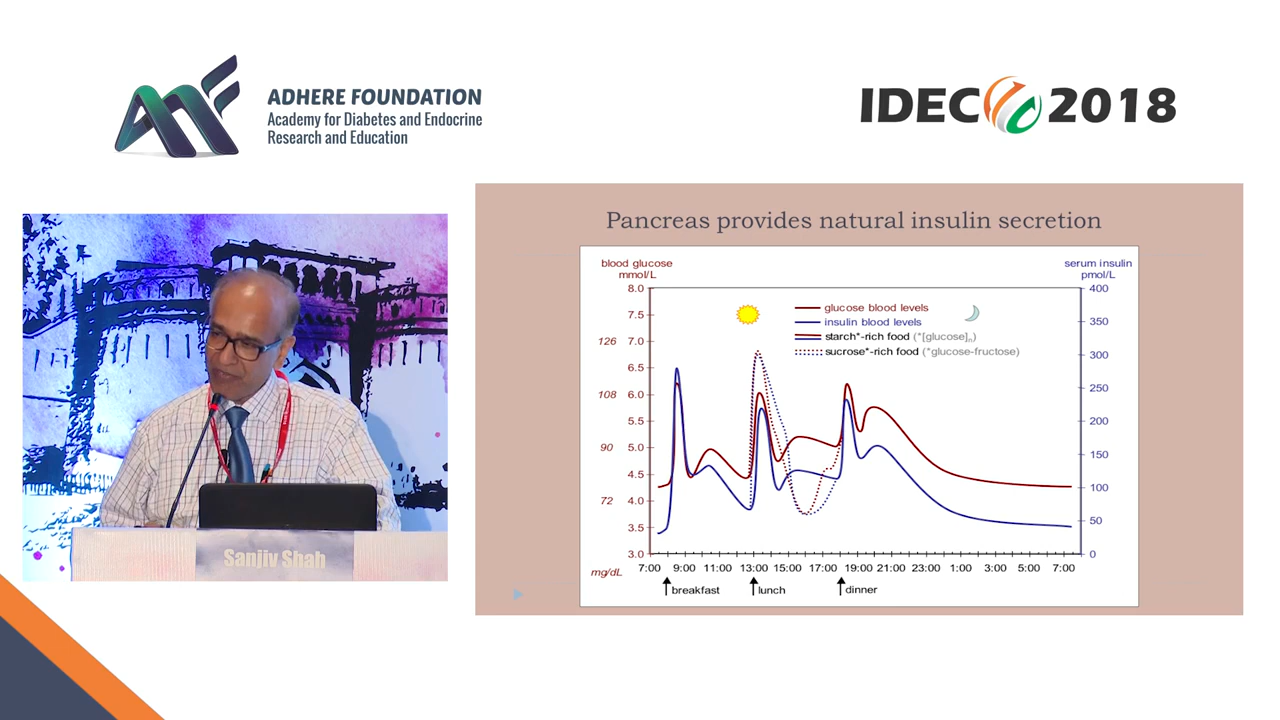 ADHERE FOUNDATION
Academy for Diabetes and Endocrine
Research and Education
IDEC 2018
Sanjiv Shah
Pancreas provides natural insulin secretion
blood glucose
mmol/L
serum insulin
pmol/L
8.0
7.5
126 7.0
6.5
108 6.0
5.5
90 5.0
4.5
72 4.0
3.5
3.0
mg/dL
glucose blood levels
insulin blood levels
starch*-rich food (*[glucose]n)
sucrose*-rich food (*glucose-fructose)
400
350
300
250
200
150
100
50
0
7:00 9:00 11:00 13:00 15:00 17:00 19:00 21:00 23:00 1:00 3:00 5:00 7:00
breakfast lunch dinner